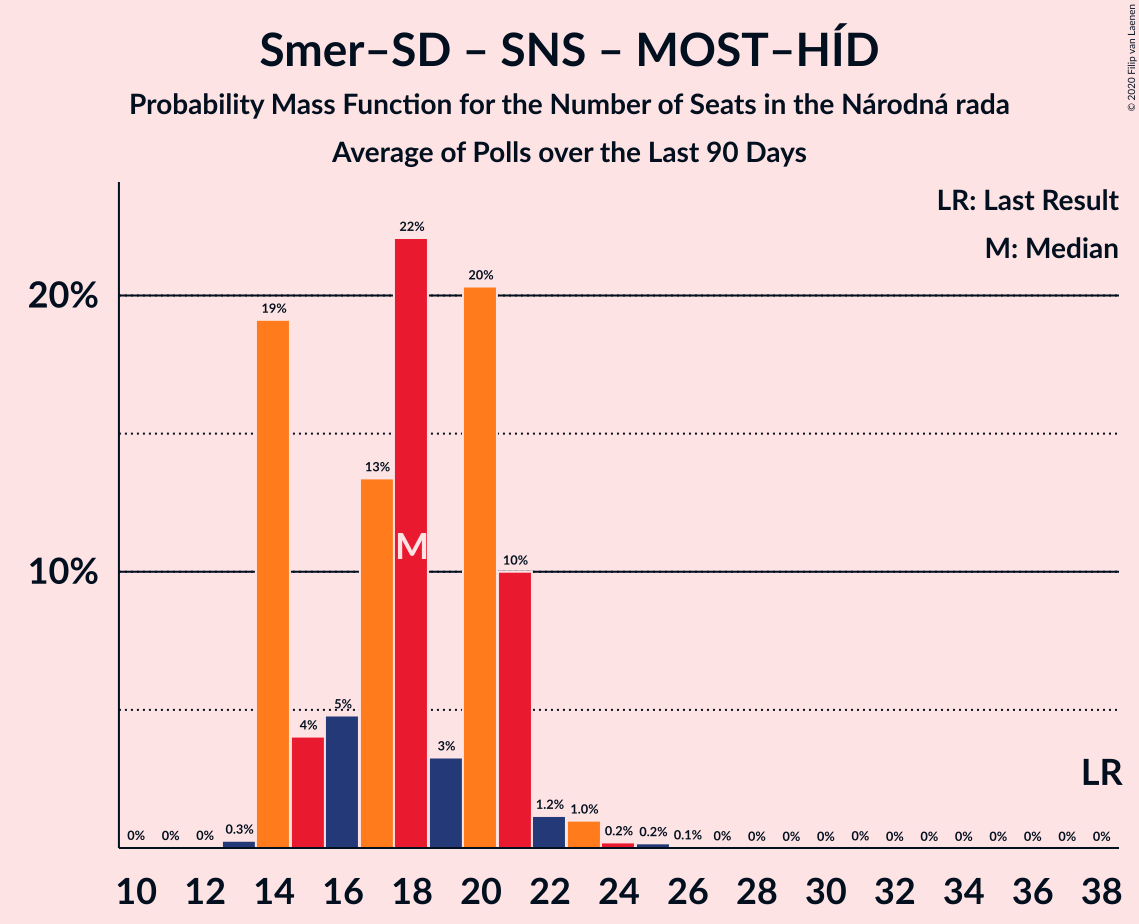 Smer–SD – SNS – MOST–HÍD
Probability Mass Function for the Number of Seats in the Národná rada
Average of Polls over the Last 90 Days
© 2020 Filip van Laenen
LR: Last Result
M: Median
20%
10%
0% 0% 0% 0.3% 19% 4% 5% 13% 22% 3% 20% 10% 1.2% 1.0% 0.2% 0.2% 0.1% 0% 0% 0% 0% 0% 0% 0% 0% 0% 0% 0% 0%
M
LR
10 12 14 16 18 20 22 24 26 28 30 32 34 36 38